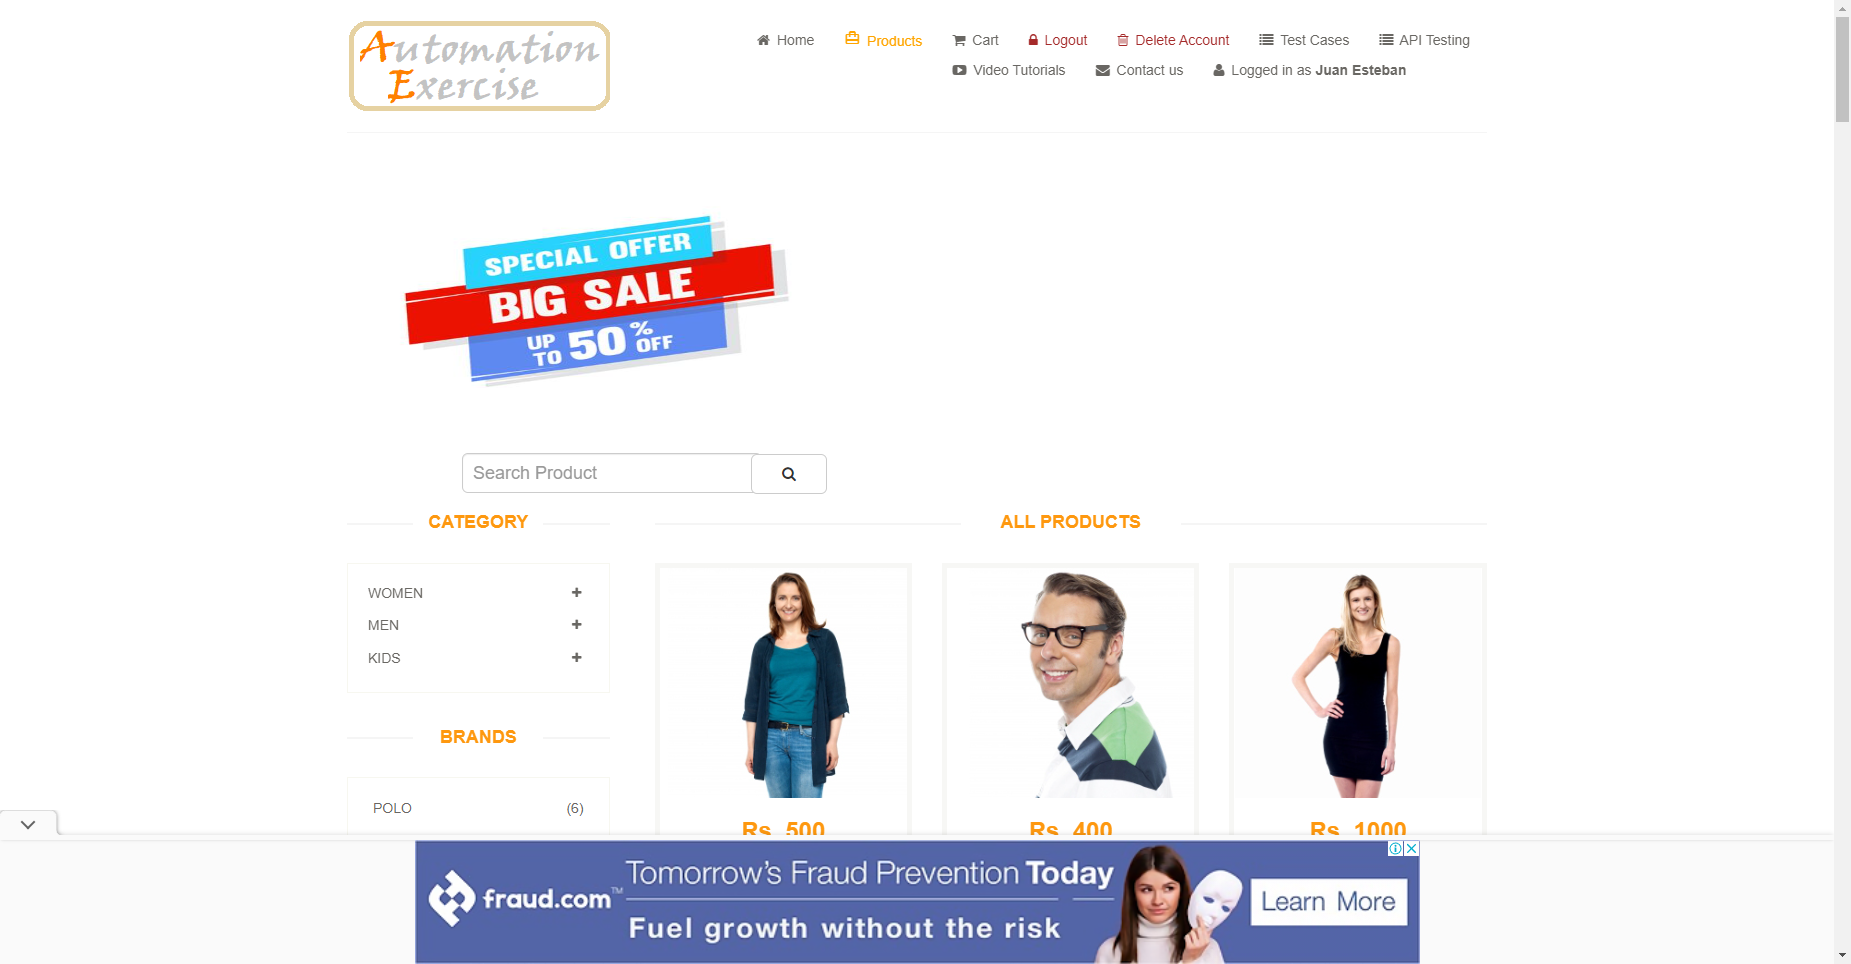 Automation
Exercise
Home
Products
Cart
Logout
Delete Account
Test Cases
API Testing
Video Tutorials
Contact us
Logged in as Juan Esteban
SPECIAL OFFER
BIG SALE
UP TO 50% OFF
Search Product
CATEGORY
WOMEN
MEN
KIDS
BRANDS
POLO (6)
ALL PRODUCTS
Rs. 500
Rs. 400
Rs. 1000
fraud.com™
Tomorrow's Fraud Prevention Today
Fuel growth without the risk
Learn More